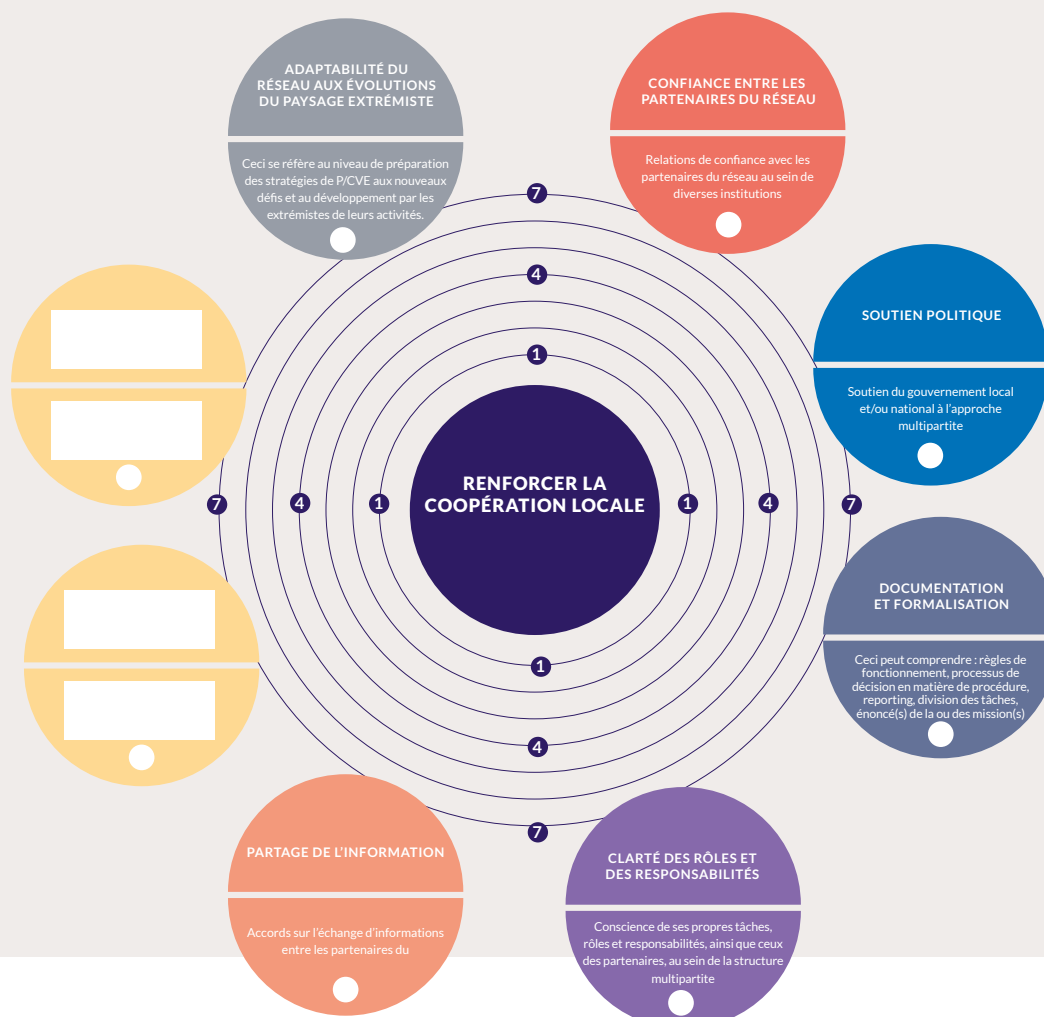 ADAPTABILITÉ DU
RÉSEAU AUX ÉVOLUTIONS
DU PAYSAGE EXTRÉMISTE
Ceci se réfère au niveau de préparation
des stratégies de P/CVE aux nouveaux
défis et au développement par les
extrémistes de leurs activités.
CONFIANCE ENTRE LES
PARTENAIRES DU RÉSEAU
Relations de confiance avec les
partenaires du réseau au sein de
diverses institutions
SOUTIEN POLITIQUE
Soutien du gouvernement local
et/ou national à l'approche
multipartite
7
4
1
RENFORCER LA
COOPÉRATION LOCALE
7
4
1
1
4
7
1
4
7
DOCUMENTATION
ET FORMALISATION
Ceci peut comprendre : règles de
fonctionnement, processus de
décision en matière de procédure,
reporting, division des tâches,
énoncé(s) de la ou des mission(s)
PARTAGE DE L'INFORMATION
Accords sur l'échange d'informations
entre les partenaires du
CLARTÉ DES RÔLES ET
DES RESPONSABILITÉS
Conscience de ses propres tâches,
rôles et responsabilités, ainsi que ceux
des partenaires, au sein de la structure
multipartite